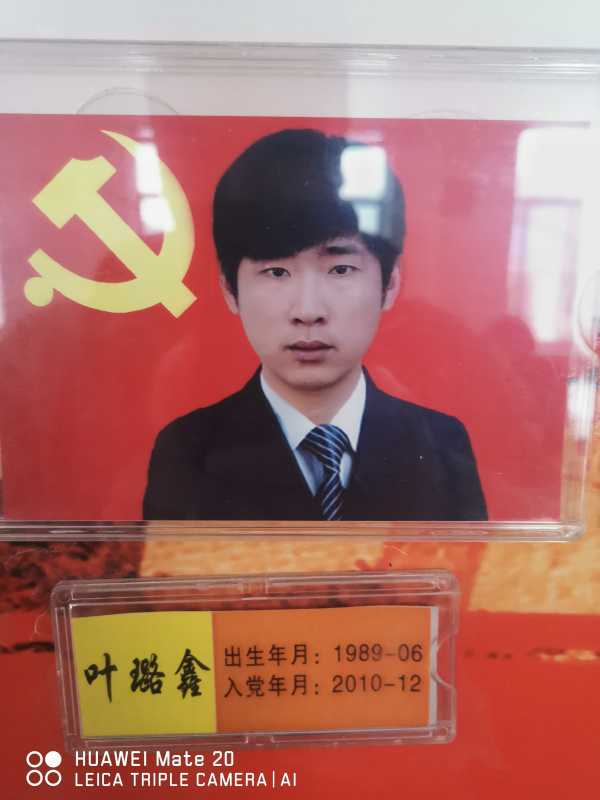 叶璐鑫
出生年月：1989-06
入党年月：2010-12
HUAWEI Mate 20
LEICA TRIPLE CAMERA | AI